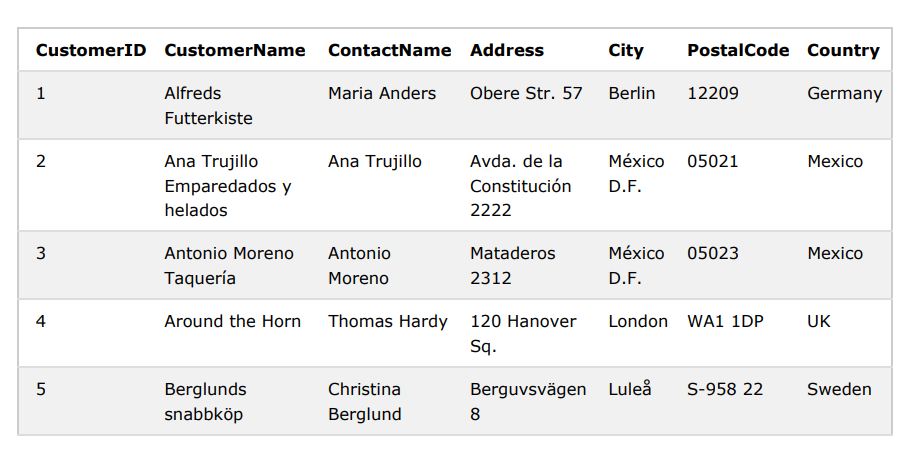 CustomerID CustomerName ContactName Address City PostalCode Country
1 Alfreds Maria Anders Obere Str. 57 Berlin 12209 Germany
Futterkiste
2 Ana Trujillo Ana Trujillo Avda. de la México 05021 Mexico
Emparedados y Constitución D.F.
helados 2222
3 Antonio Moreno Antonio Mataderos México 05023 Mexico
Taquería Moreno 2312 D.F.
4 Around the Horn Thomas Hardy 120 Hanover London WA1 1DP UK
Sq.
5 Berglunds Christina Berguvsvägen Luleå S-958 22 Sweden
snabbköp Berglund 8